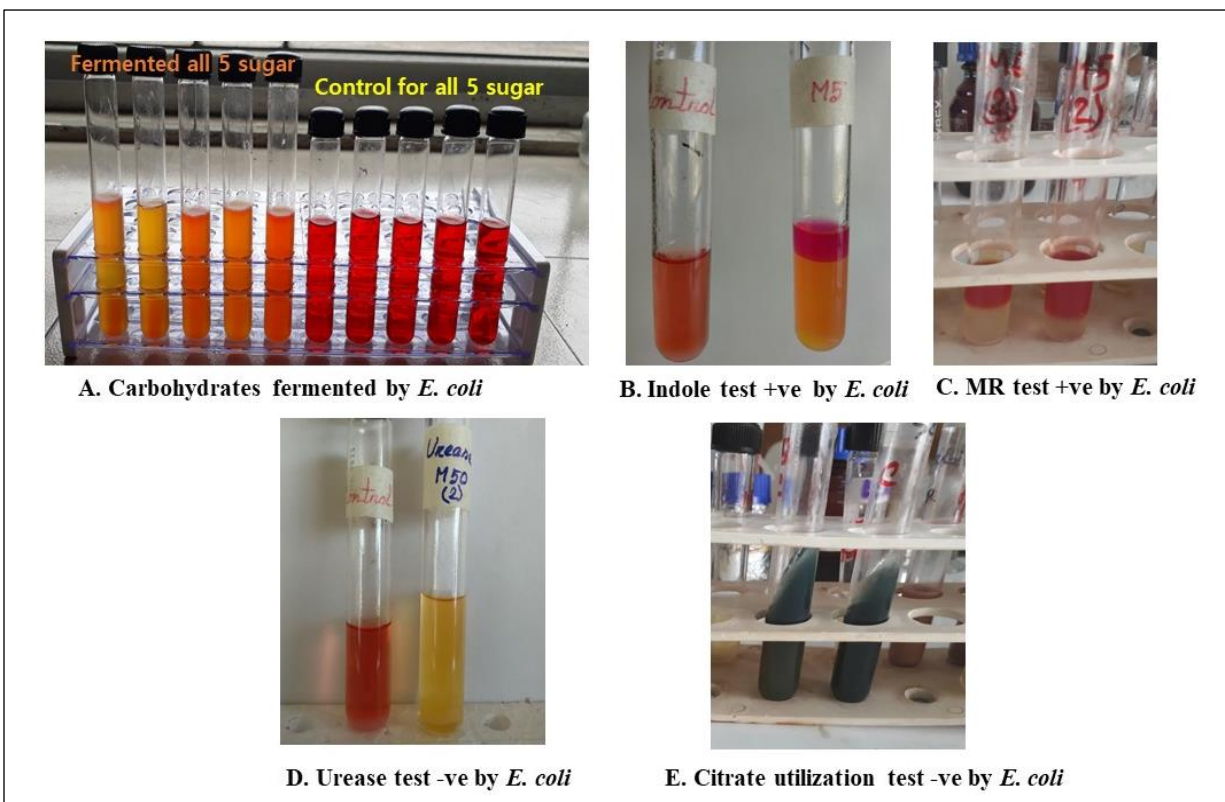 Fermented all 5 sugar
Control for all 5 sugar
A. Carbohydrates fermented by E. coli
control
M5
(2)
B. Indole test +ve by E. coli
C. MR test +ve by E. coli
control
Urease
M50
(2)
D. Urease test -ve by E. coli
E. Citrate utilization test -ve by E. coli